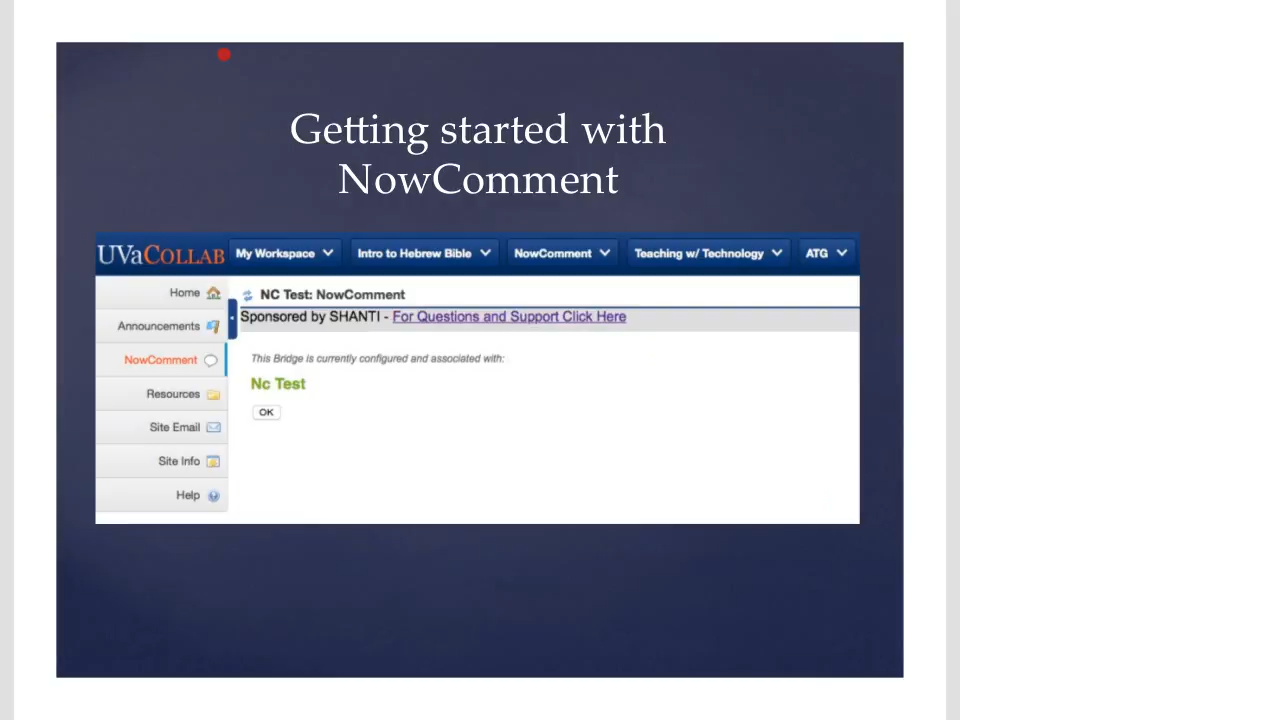 Getting started with
NowComment
UVaCOLLAB My Workspace Intro to Hebrew Bible NowComment Teaching w/ Technology ATG
Home
Announcements
NowComment
Resources
Site Email
Site Info
Help
NC Test: NowComment
Sponsored by SHANTI - For Questions and Support Click Here
This Bridge is currently configured and associated with:
Nc Test
OK